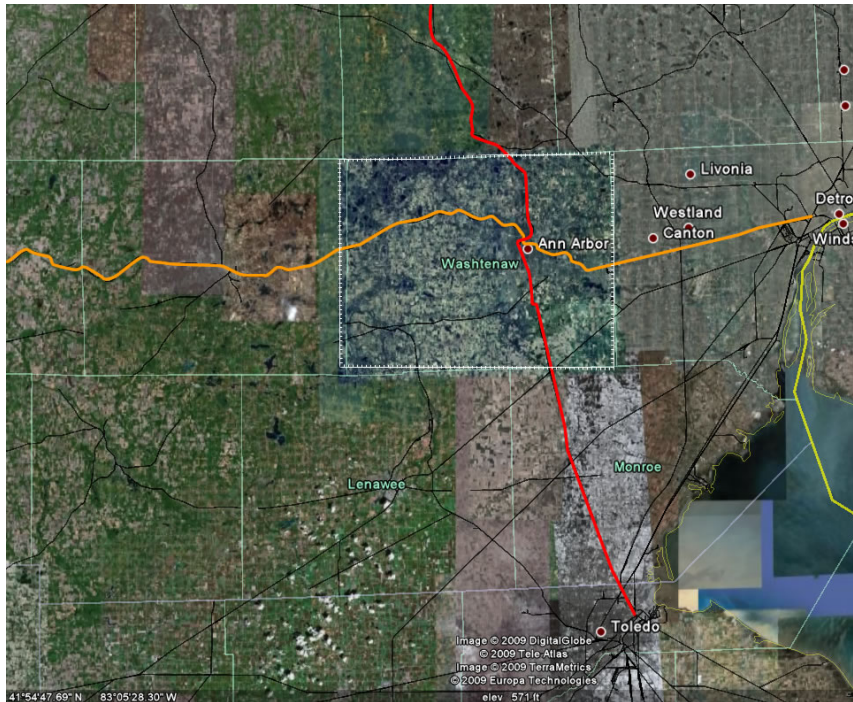 Livonia
Detro
Westland
Winds
Canton
Ann Arbor
Washtenaw
Lenawee
Monroe
Toledo
Image © 2009 DigitalGlobe
© 2009 Tele Atlas
Image © 2009 TerraMetrics
© 2009 Europa Technologies
41°54'47.69" N 83°05'28.30" W elev 571 ft